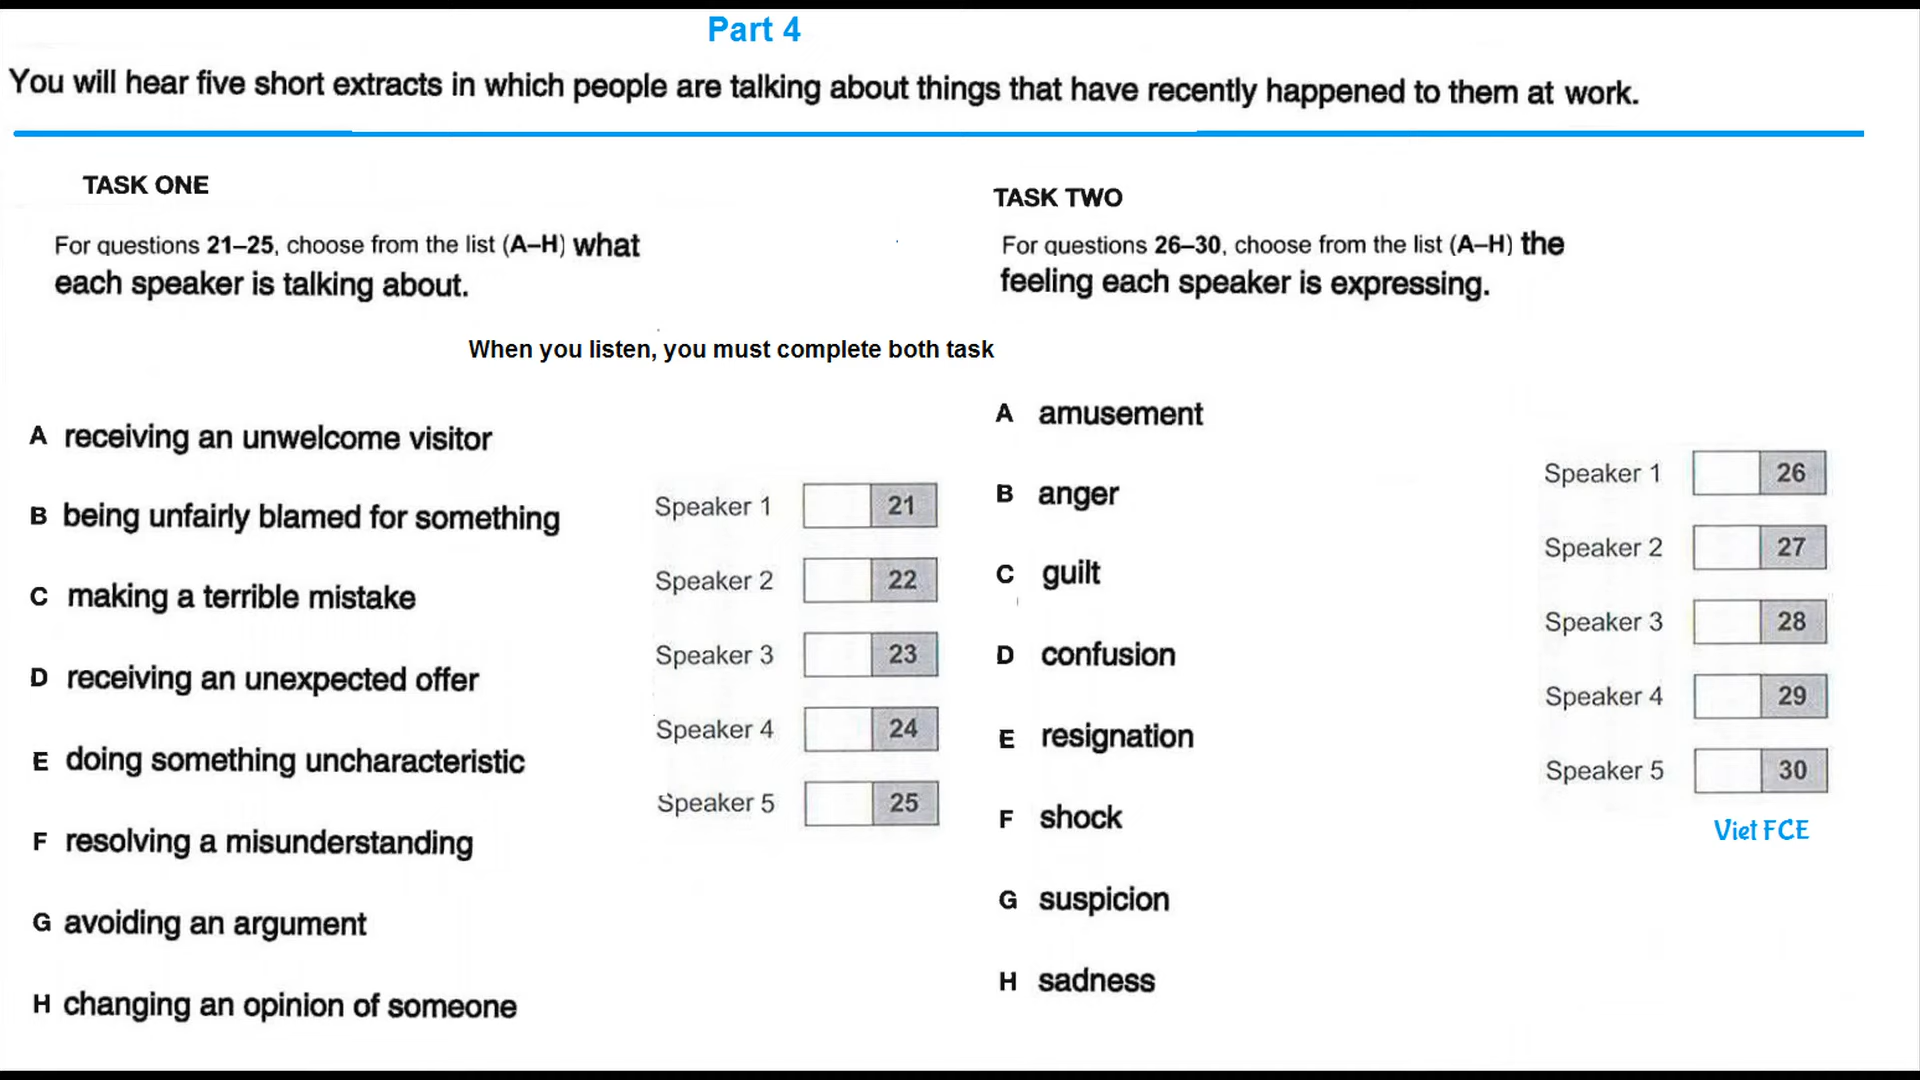 Part 4
You will hear five short extracts in which people are talking about things that have recently happened to them at work.
TASK ONE
For questions 21–25, choose from the list (A–H) what
each speaker is talking about.
TASK TWO
For questions 26–30, choose from the list (A–H) the
feeling each speaker is expressing.
When you listen, you must complete both task
A receiving an unwelcome visitor
B being unfairly blamed for something
C making a terrible mistake
D receiving an unexpected offer
E doing something uncharacteristic
F resolving a misunderstanding
G avoiding an argument
H changing an opinion of someone
Speaker 1 21
Speaker 2 22
Speaker 3 23
Speaker 4 24
Speaker 5 25
A amusement
B anger
C guilt
D confusion
E resignation
F shock
G suspicion
H sadness
Speaker 1 26
Speaker 2 27
Speaker 3 28
Speaker 4 29
Speaker 5 30
Viet FCE